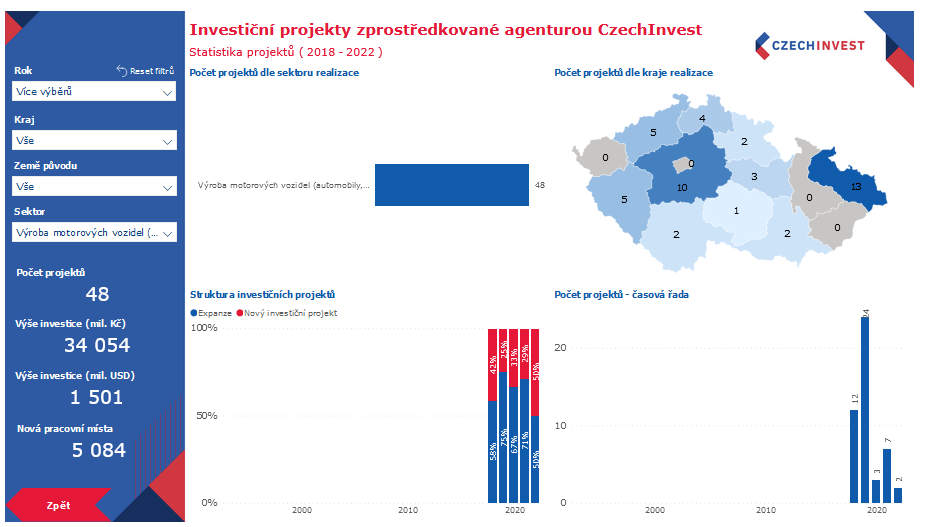 Investiční projekty zprostředkované agenturou CzechInvest
Statistika projektů ( 2018 - 2022 )
CZECHINVEST
Rok
Reset filtrů
Více výběrů
Kraj
Vše
Země původu
Vše
Sektor
Výroba motorových vozidel (...
Počet projektů
48
Výše investice (mil. Kč)
34 054
Výše investice (mil. USD)
1 501
Nová pracovní místa
5 084
Zpět
Počet projektů dle sektoru realizace
Výroba motorových vozidel (automobily,...
48
Počet projektů dle kraje realizace
4
5
2
0
0
3
10
13
5
0
1
2
2
0
Struktura investičních projektů
Expanze
Nový investiční projekt
100%
50%
0%
42%
25%
33%
29%
50%
58%
75%
67%
71%
50%
2000
2010
2020
Počet projektů - časová řada
20
10
0
12
24
3
7
2
2000
2010
2020